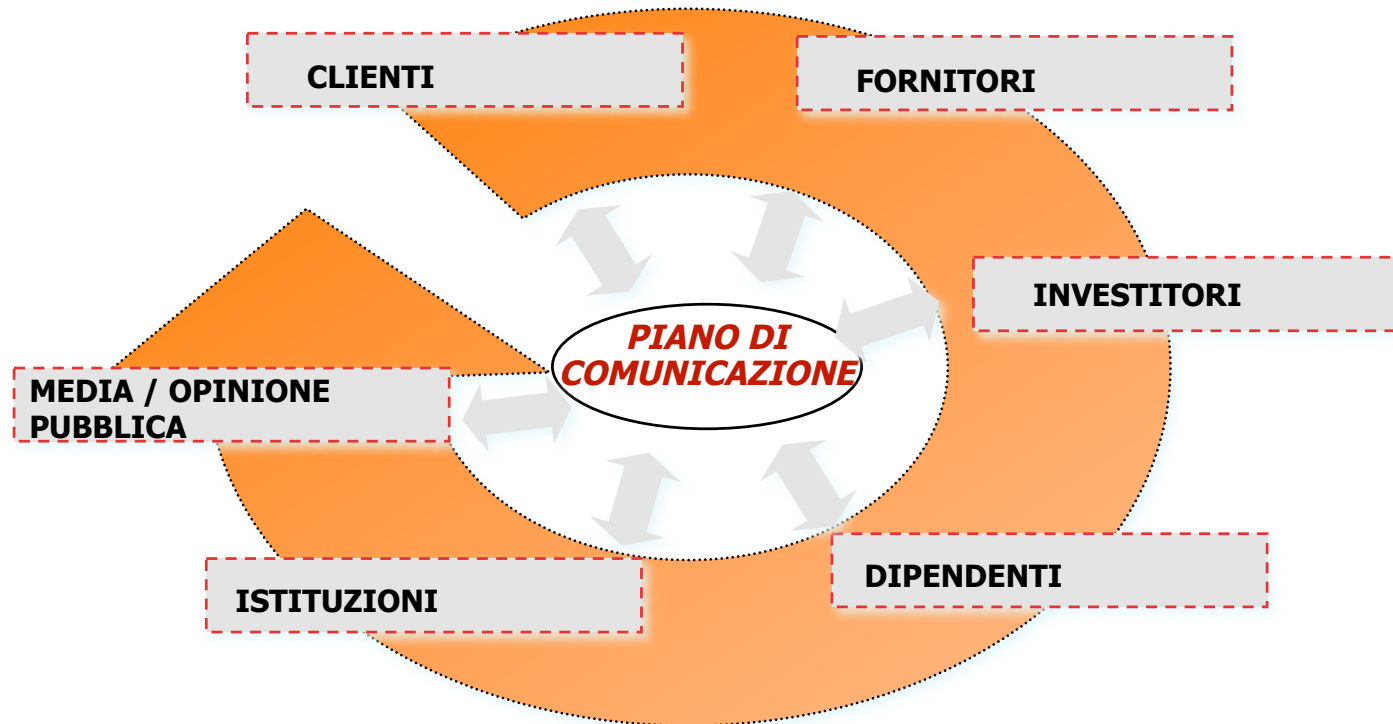 CLIENTI
FORNITORI
INVESTITORI
PIANO DI
COMUNICAZIONE
MEDIA / OPINIONE
PUBBLICA
DIPENDENTI
ISTITUZIONI